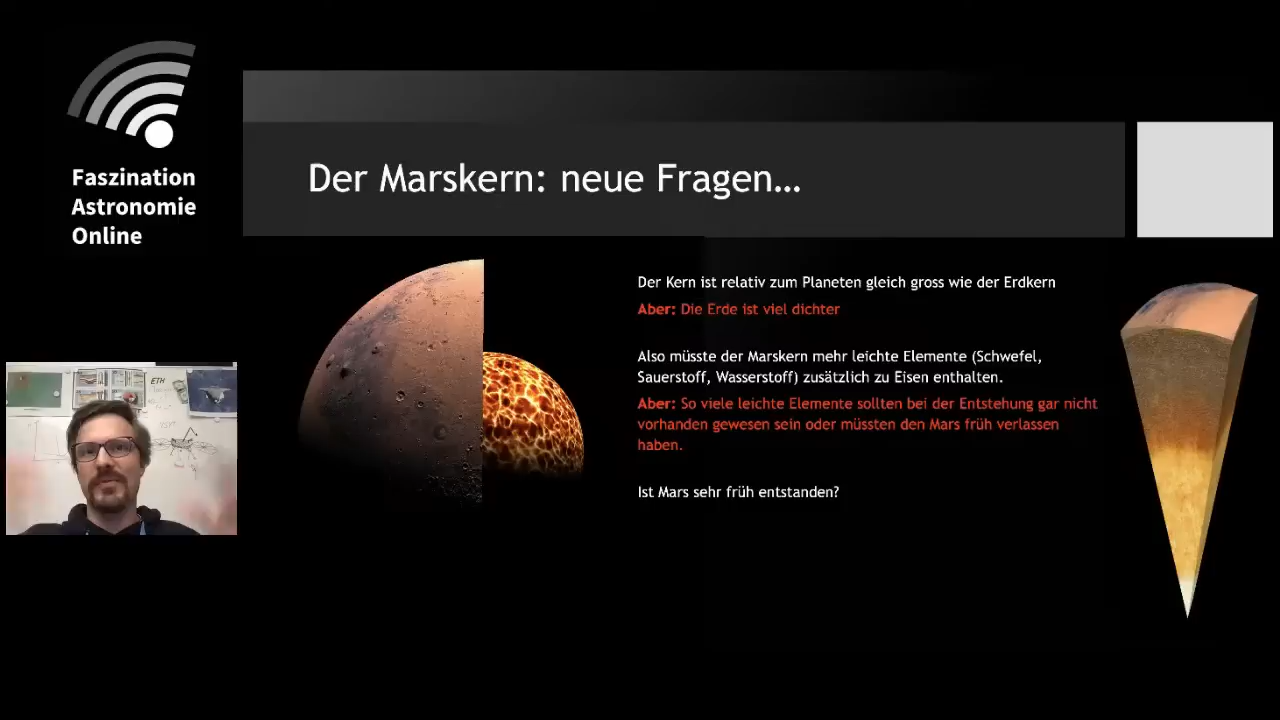 Faszination
Astronomie
Online
Der Marskern: neue Fragen...
Der Kern ist relativ zum Planeten gleich gross wie der Erdkern
Aber: Die Erde ist viel dichter
Also müsste der Marskern mehr leichte Elemente (Schwefel,
Sauerstoff, Wasserstoff) zusätzlich zu Eisen enthalten.
Aber: So viele leichte Elemente sollten bei der Entstehung gar nicht
vorhanden gewesen sein oder müssten den Mars früh verlassen
haben.
Ist Mars sehr früh entstanden?
ETH